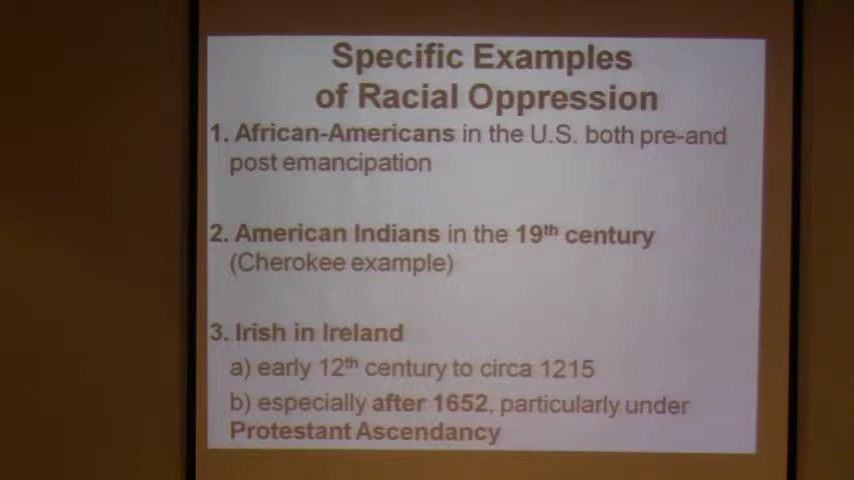 Specific Examples
of Racial Oppression
1. African-Americans in the U.S. both pre-and
post emancipation
2. American Indians in the 19th century
(Cherokee example)
3. Irish in Ireland
a) early 12th century to circa 1215
b) especially after 1652, particularly under
Protestant Ascendancy